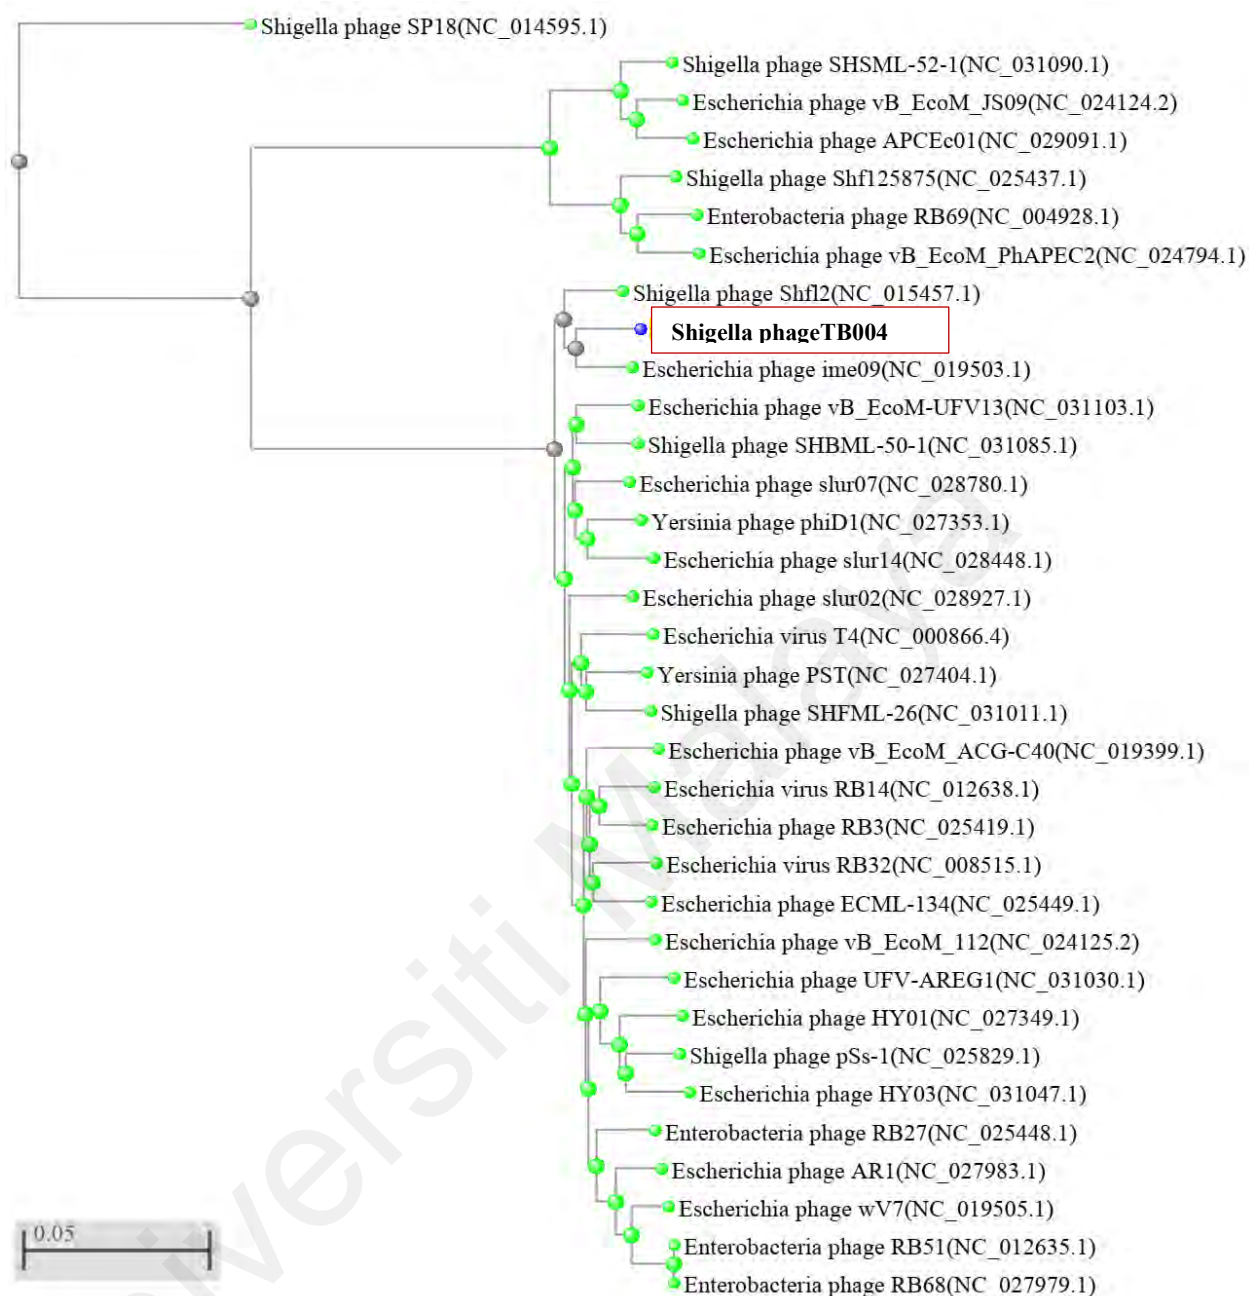 Shigella phage SP18(NC_014595.1)
Shigella phage SHSML-52-1(NC_031090.1)
Escherichia phage vB_EcoM_JS09(NC_024124.2)
Escherichia phage APCEc01(NC_029091.1)
Shigella phage Shf125875(NC_025437.1)
Enterobacteria phage RB69(NC_004928.1)
Escherichia phage vB_EcoM_PhAPEC2(NC_024794.1)
Shigella phage Shfl2(NC_015457.1)
Shigella phageTB004
Escherichia phage ime09(NC_019503.1)
Escherichia phage vB_EcoM-UFV13(NC_031103.1)
Shigella phage SHBML-50-1(NC_031085.1)
Escherichia phage slur07(NC_028780.1)
Yersinia phage phiD1(NC_027353.1)
Escherichia phage slur14(NC_028448.1)
Escherichia phage slur02(NC_028927.1)
Escherichia virus T4(NC_000866.4)
Yersinia phage PST(NC_027404.1)
Shigella phage SHFML-26(NC_031011.1)
Escherichia phage vB_EcoM_ACG-C40(NC_019399.1)
Escherichia virus RB14(NC_012638.1)
Escherichia phage RB3(NC_025419.1)
Escherichia virus RB32(NC_008515.1)
Escherichia phage ECML-134(NC_025449.1)
Escherichia phage vB_EcoM_112(NC_024125.2)
Escherichia phage UFV-AREG1(NC_031030.1)
Escherichia phage HY01(NC_027349.1)
Shigella phage pSs-1(NC_025829.1)
Escherichia phage HY03(NC_031047.1)
Enterobacteria phage RB27(NC_025448.1)
Escherichia phage AR1(NC_027983.1)
Escherichia phage wV7(NC_019505.1)
Enterobacteria phage RB51(NC_012635.1)
Enterobacteria phage RB68(NC_027979.1)
0.05
versiti Malaya